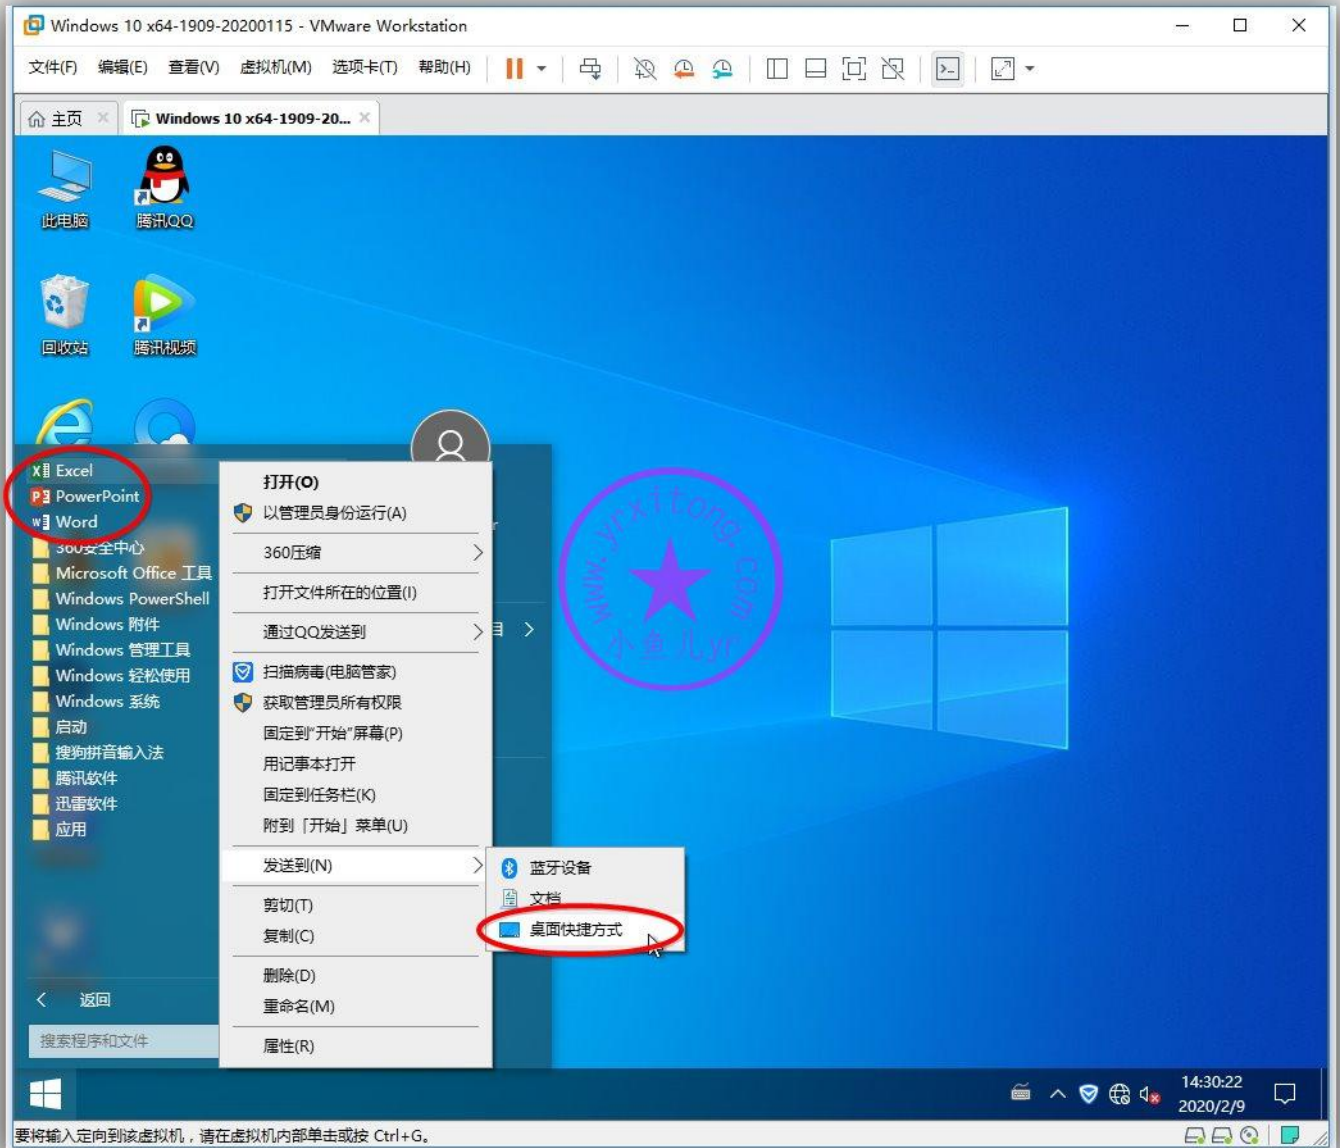 Windows 10 x64-1909-20200115 - VMware Workstation
文件(F) 编辑(E) 查看(V) 虚拟机(M) 选项卡(T) 帮助(H)
主页 Windows 10 x64-1909-20...
此电脑 腾讯QQ
回收站 腾讯视频
Excel
PowerPoint
Word
360安全中心
Microsoft Office 工具
Windows PowerShell
Windows 附件
Windows 管理工具
Windows 轻松使用
Windows 系统
启动
搜狗拼音输入法
腾讯软件
迅雷软件
应用
返回
搜索程序和文件
打开(O)
以管理员身份运行(A)
360压缩
打开文件所在的位置(I)
通过QQ发送到
扫描病毒(电脑管家)
获取管理员所有权限
固定到"开始"屏幕(P)
用记事本打开
固定到任务栏(K)
附到「开始」菜单(U)
发送到(N)
剪切(T)
复制(C)
删除(D)
重命名(M)
属性(R)
蓝牙设备
文档
桌面快捷方式
www.yrxitong.com
小鱼儿yr
14:30:22
2020/2/9
要将输入定向到该虚拟机，请在虚拟机内部单击或按 Ctrl+G。